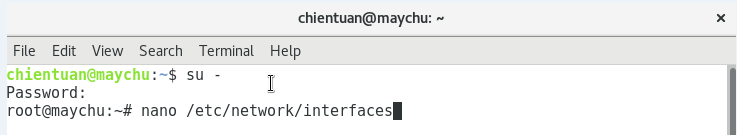 chientuan@maychu: ~
File Edit View Search Terminal Help
chientuan@maychu:~$ su -
Password:
root@maychu:~# nano /etc/network/interfaces